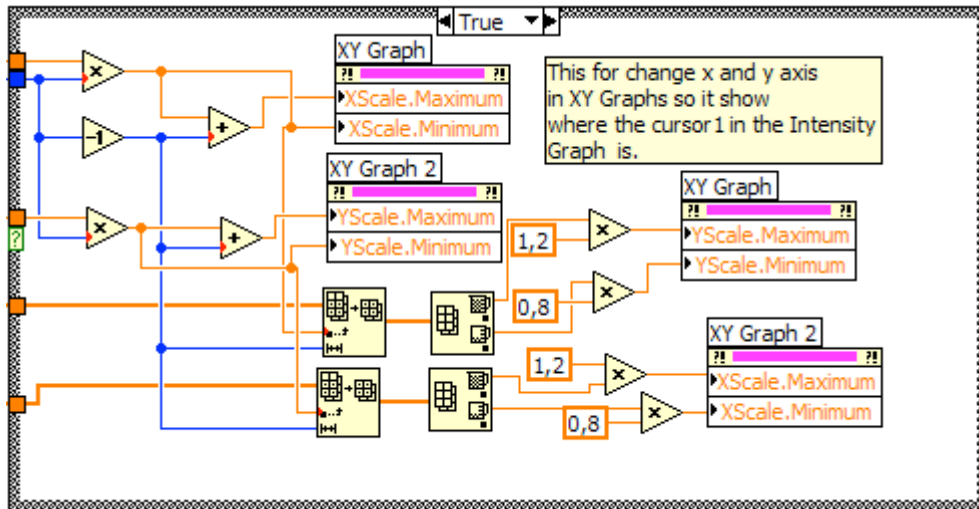 True
XY Graph
XScale.Maximum
XScale.Minimum
This for change x and y axis
in XY Graphs so it show
where the cursor1 in the Intensity
Graph is.
-1
XY Graph 2
YScale.Maximum
YScale.Minimum
XY Graph
YScale.Maximum
YScale.Minimum
1,2
0,8
XY Graph 2
XScale.Maximum
XScale.Minimum
1,2
0,8